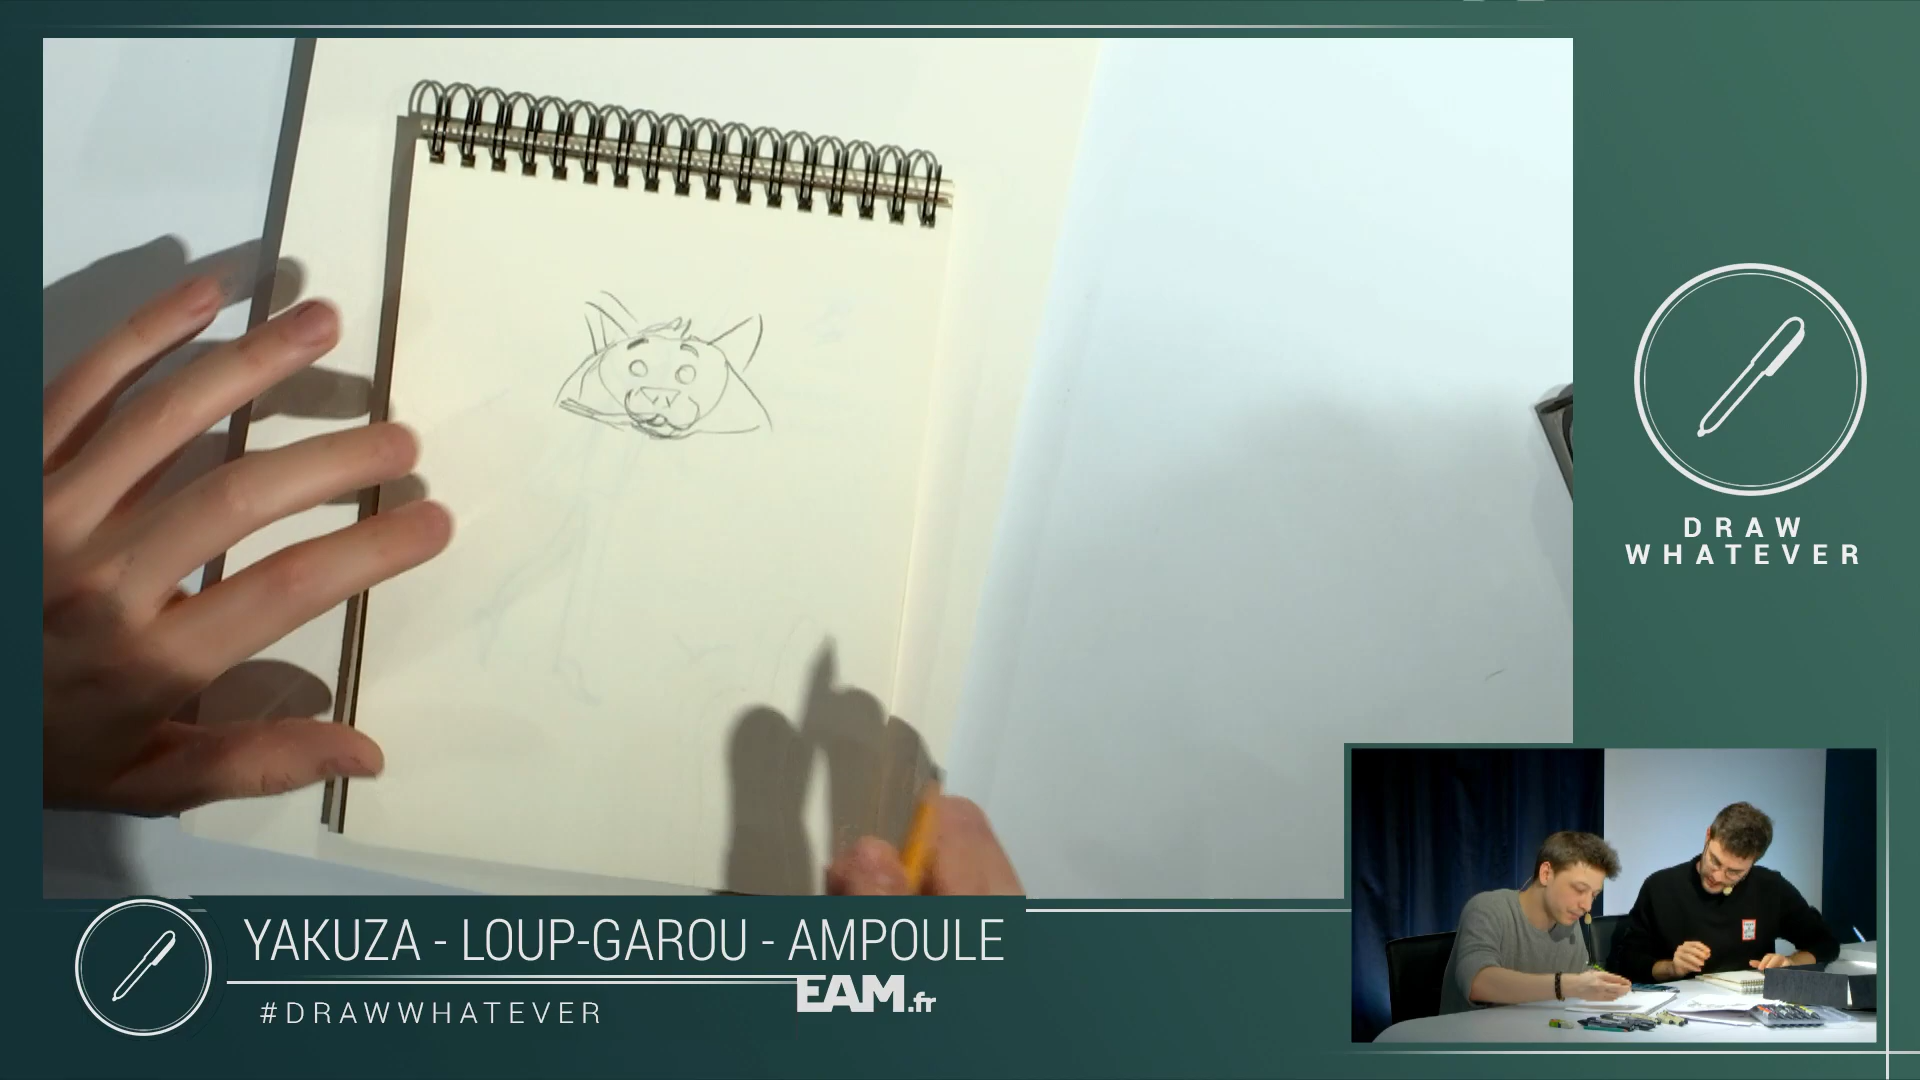 DRAW
WHATEVER
YAKUZA - LOUP-GAROU - AMPOULE
EAM.fr
#DRAWWHATEVER